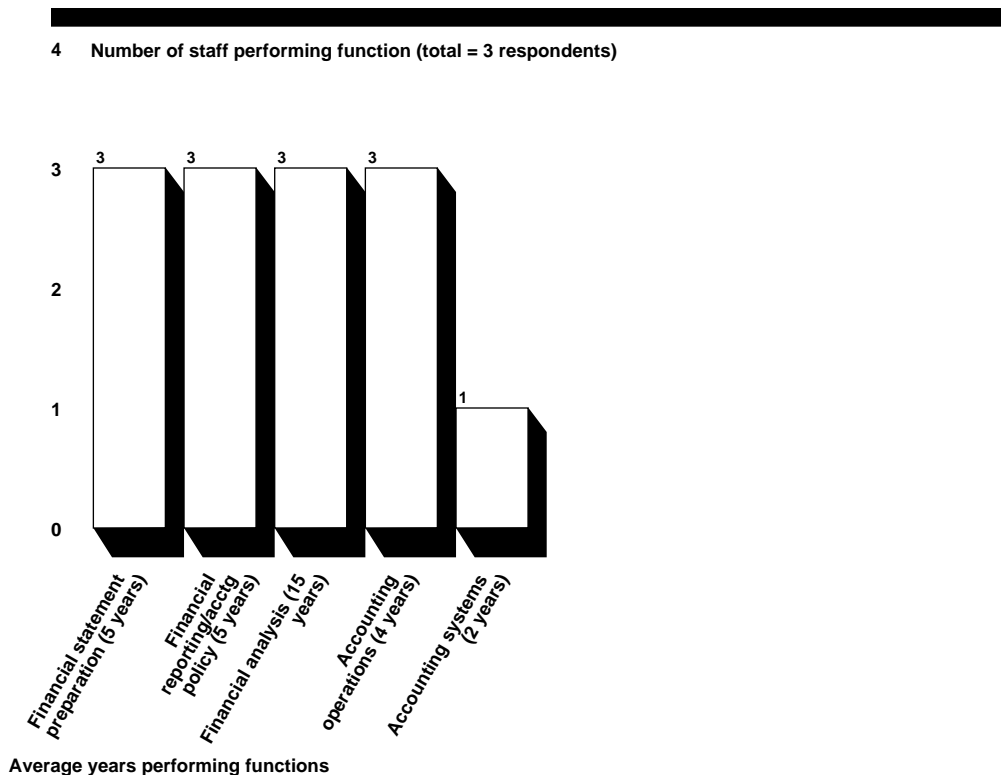 4 Number of staff performing function (total = 3 respondents)
3
3
3
3
3
2
1
1
0
Financial statement
preparation (5 years)
Financial
reporting/acctg
policy (5 years)
Financial analysis (15
years)
Accounting
operations (4 years)
Accounting systems
(2 years)
Average years performing functions